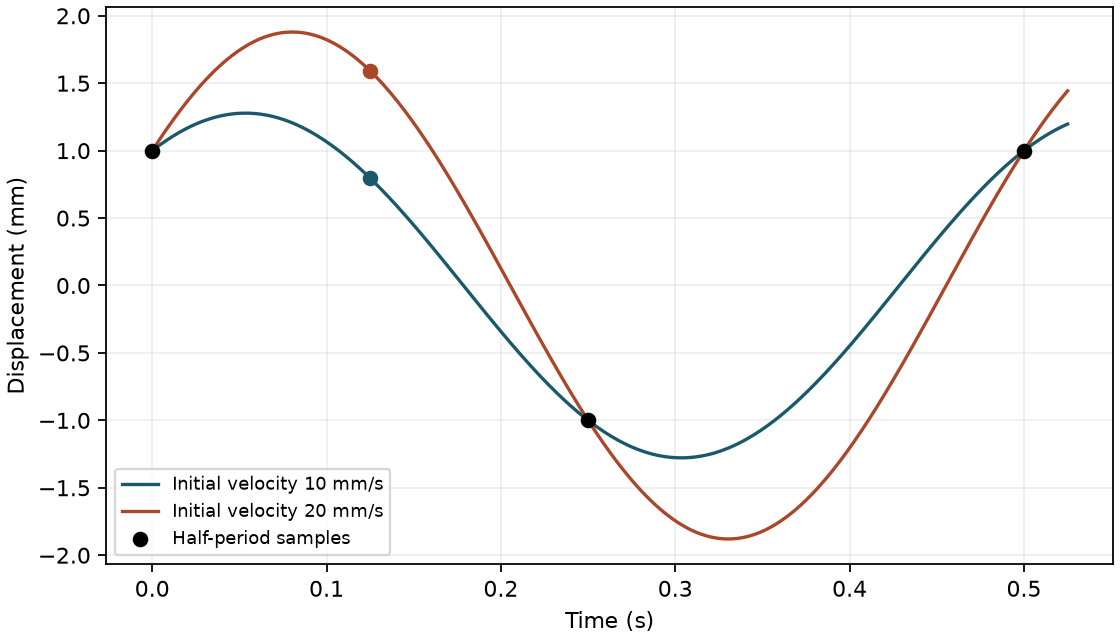 Displacement (mm)
2.0
1.5
1.0
0.5
0.0
−0.5
−1.0
−1.5
−2.0
Initial velocity 10 mm/s
Initial velocity 20 mm/s
Half-period samples
0.0 0.1 0.2 0.3 0.4 0.5
Time (s)